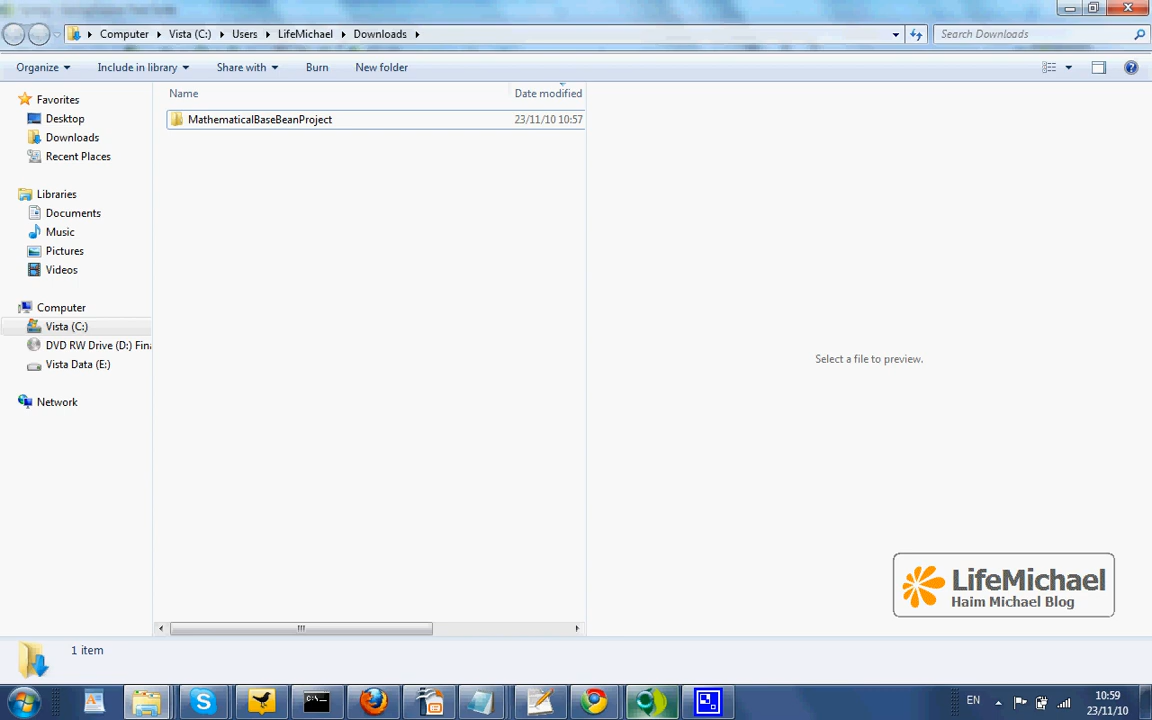 Computer Vista (C:) Users LifeMichael Downloads
Search Downloads
Organize Include in library Share with Burn New folder
Favorites
Desktop
Downloads
Recent Places
Libraries
Documents
Music
Pictures
Videos
Computer
Vista (C:)
DVD RW Drive (D:) Fin
Vista Data (E:)
Network
Name Date modified
MathematicalBaseBeanProject 23/11/10 10:57
Select a file to preview.
LifeMichael
Haim Michael Blog
1 item
EN
10:59
23/11/10